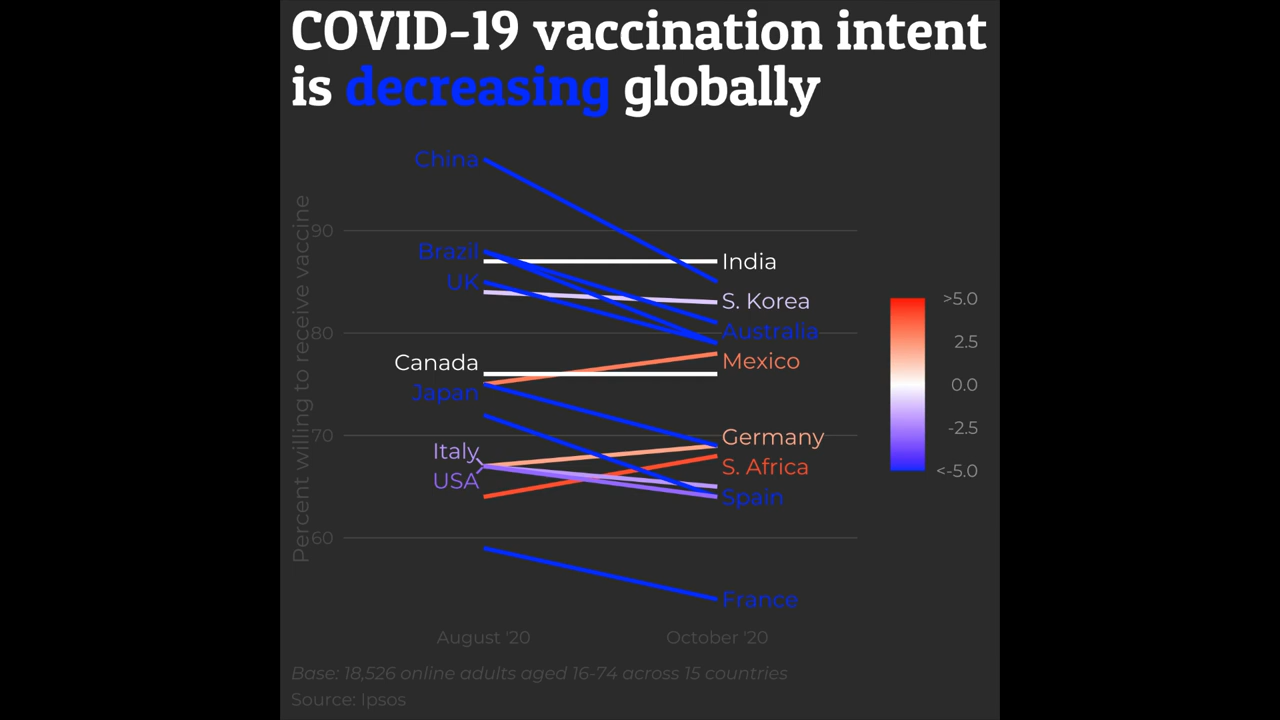 COVID-19 vaccination intent
is decreasing globally
Percent willing to receive vaccine
China
90
Brazil
India
UK
S. Korea
>5.0
80
Australia
2.5
Canada
Mexico
0.0
Japan
-2.5
70
Germany
Italy
S. Africa
<-5.0
USA
Spain
60
France
August '20
October '20
Base: 18,526 online adults aged 16-74 across 15 countries
Source: Ipsos